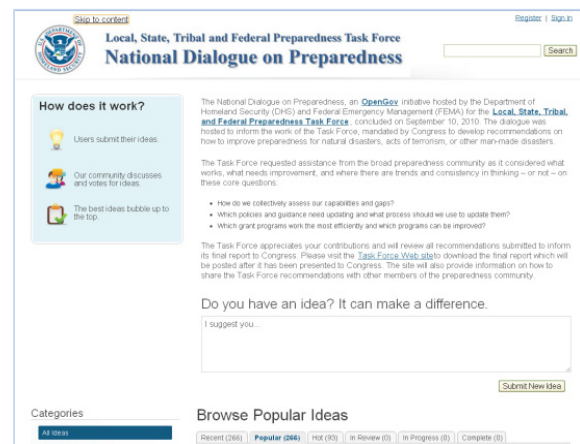 Skip to content
Register | Sign in
Local, State, Tribal and Federal Preparedness Task Force
National Dialogue on Preparedness
Search
How does it work?
Users submit their ideas.
Our community discusses
and votes for ideas.
The best ideas bubble up to
the top.
The National Dialogue on Preparedness, an OpenGov initiative hosted by the Department of
Homeland Security (DHS) and Federal Emergency Management (FEMA) for the Local, State, Tribal,
and Federal Preparedness Task Force, concluded on September 10, 2010. The dialogue was
hosted to inform the work of the Task Force, mandated by Congress to develop recommendations on
how to improve preparedness for natural disasters, acts of terrorism, or other man-made disasters.
The Task Force requested assistance from the broad preparedness community as it considered what
works, what needs improvement, and where there are trends and consistency in thinking – or not – on
these core questions:
How do we collectively assess our capabilities and gaps?
Which policies and guidance need updating and what process should we use to update them?
Which grant programs work the most efficiently and which programs can be improved?
The Task Force appreciates your contributions and will review all recommendations submitted to inform
its final report to Congress. Please visit the Task Force Web site to download the final report which will
be posted after it has been presented to Congress. The site will also provide information on how to
share the Task Force recommendations with other members of the preparedness community.
Do you have an idea? It can make a difference.
I suggest you...
Submit New Idea
Categories
All Ideas
Browse Popular Ideas
Recent (266) Popular (266) Hot (93) In Review (0) In Progress (0) Complete (0)